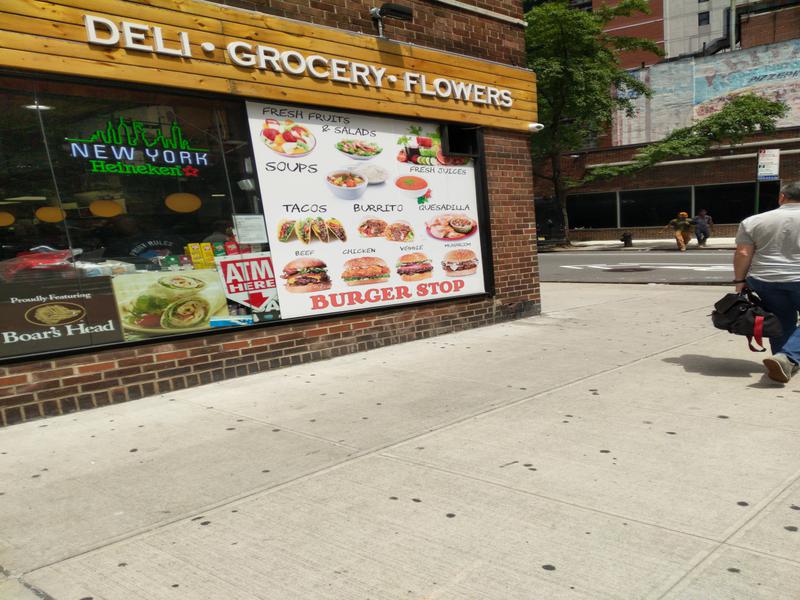 DELI • GROCERY • FLOWERS
NEW YORK
Heineken
FRESH FRUITS
& SALADS
SOUPS
FRESH JUICES
TACOS BURRITO QUESADILLA
BEEF CHICKEN VEGGIE MUSHROOM
BURGER STOP
ATM
HERE
Proudly Featuring
Boar's Head